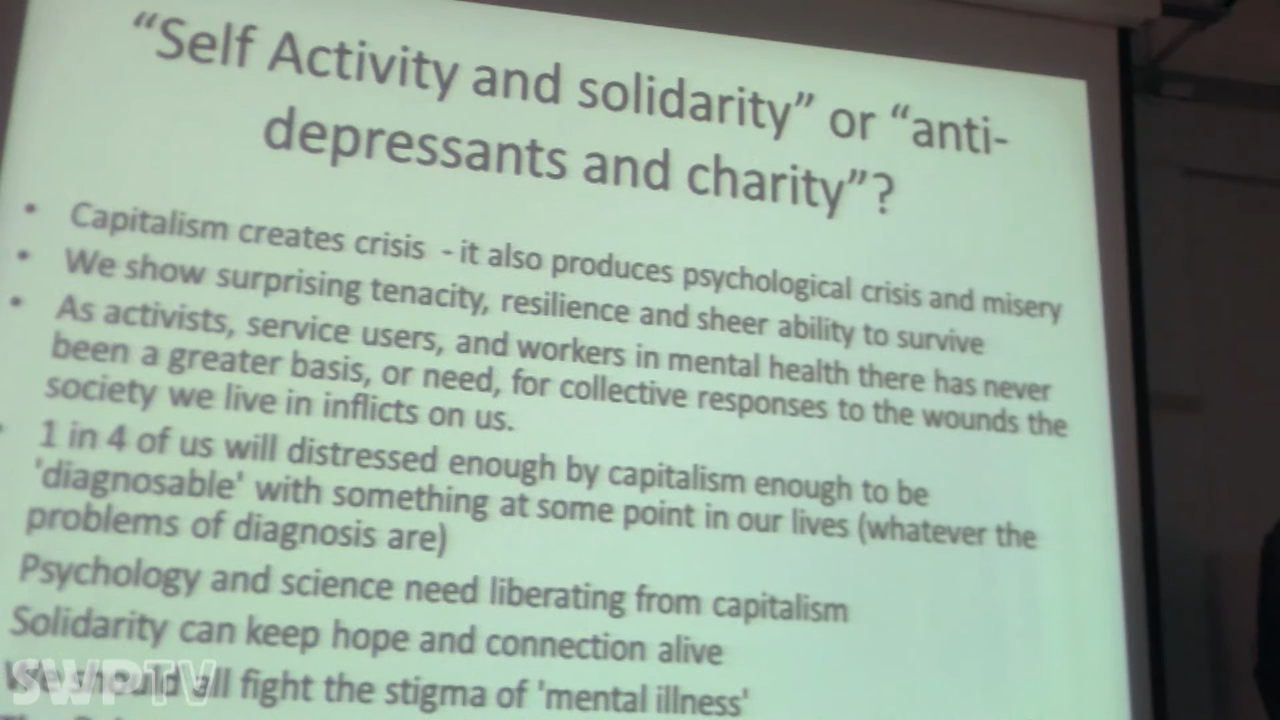 “Self Activity and solidarity” or “anti-
depressants and charity”?
• Capitalism creates crisis - it also produces psychological crisis and misery
• We show surprising tenacity, resilience and sheer ability to survive
• As activists, service users, and workers in mental health there has never
been a greater basis, or need, for collective responses to the wounds the
society we live in inflicts on us.
• 1 in 4 of us will distressed enough by capitalism enough to be
'diagnosable' with something at some point in our lives (whatever the
problems of diagnosis are)
Psychology and science need liberating from capitalism
Solidarity can keep hope and connection alive
We should all fight the stigma of 'mental illness'
SWPTV